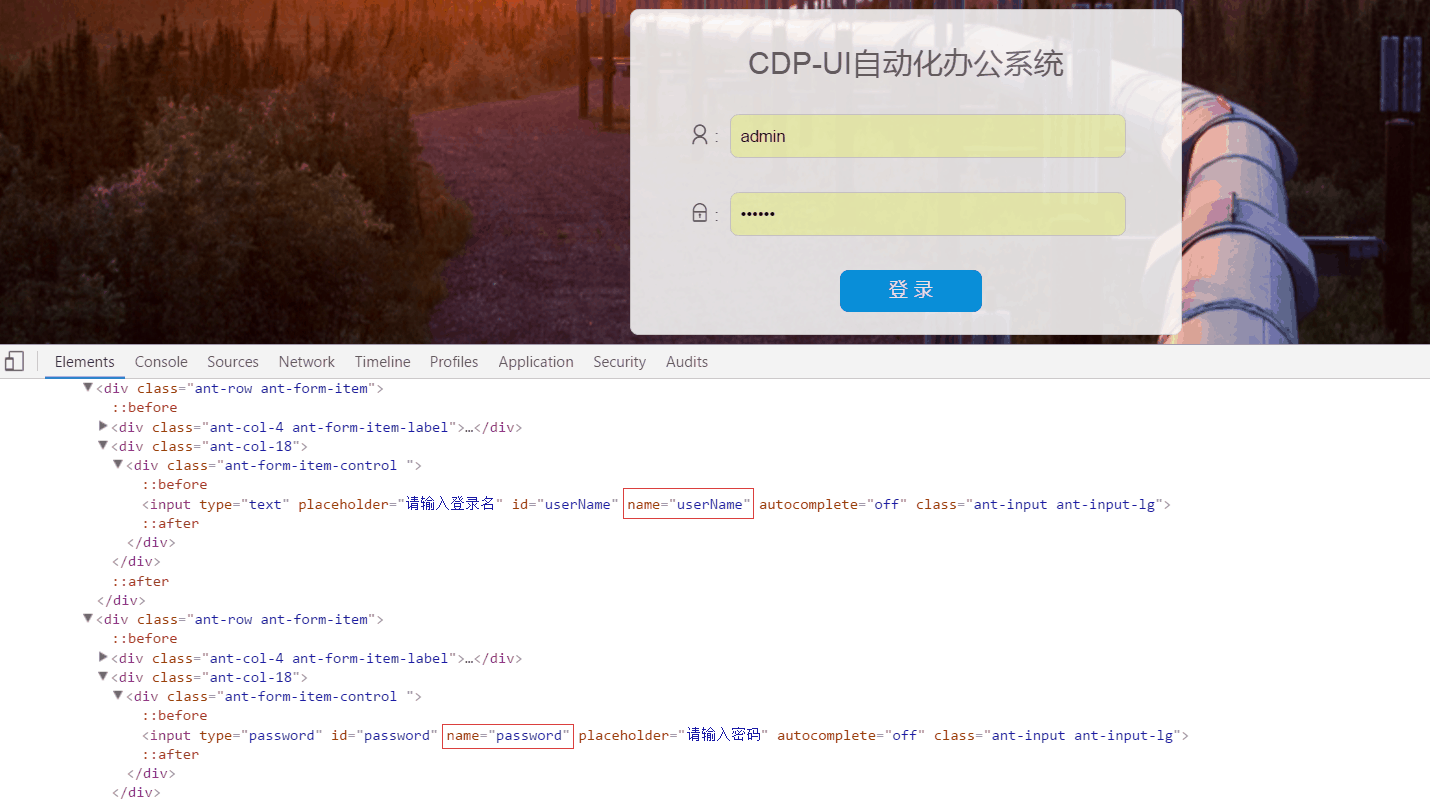 CDP-UI自动化办公系统
: admin
: ••••••
登 录
Elements Console Sources Network Timeline Profiles Application Security Audits
▼<div class="ant-row ant-form-item">
::before
▶<div class="ant-col-4 ant-form-item-label">…</div>
▼<div class="ant-col-18">
▼<div class="ant-form-item-control ">
::before
<input type="text" placeholder="请输入登录名" id="userName" name="userName" autocomplete="off" class="ant-input ant-input-lg">
::after
</div>
</div>
::after
</div>
▼<div class="ant-row ant-form-item">
::before
▶<div class="ant-col-4 ant-form-item-label">…</div>
▼<div class="ant-col-18">
▼<div class="ant-form-item-control ">
::before
<input type="password" id="password" name="password" placeholder="请输入密码" autocomplete="off" class="ant-input ant-input-lg">
::after
</div>
</div>